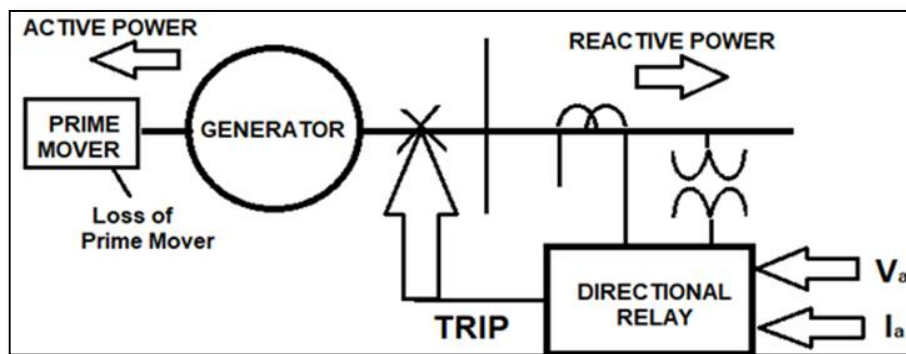 ACTIVE POWER
REACTIVE POWER
PRIME
MOVER
GENERATOR
Loss of
Prime Mover
DIRECTIONAL
RELAY
Va
Ia
TRIP